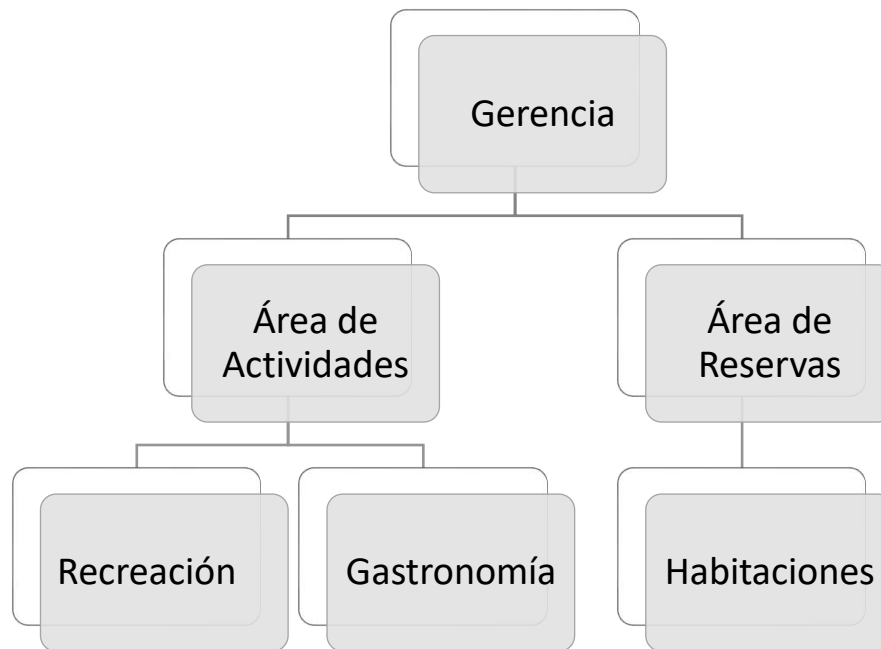 Gerencia
Área de
Actividades
Área de
Reservas
Recreación
Gastronomía
Habitaciones